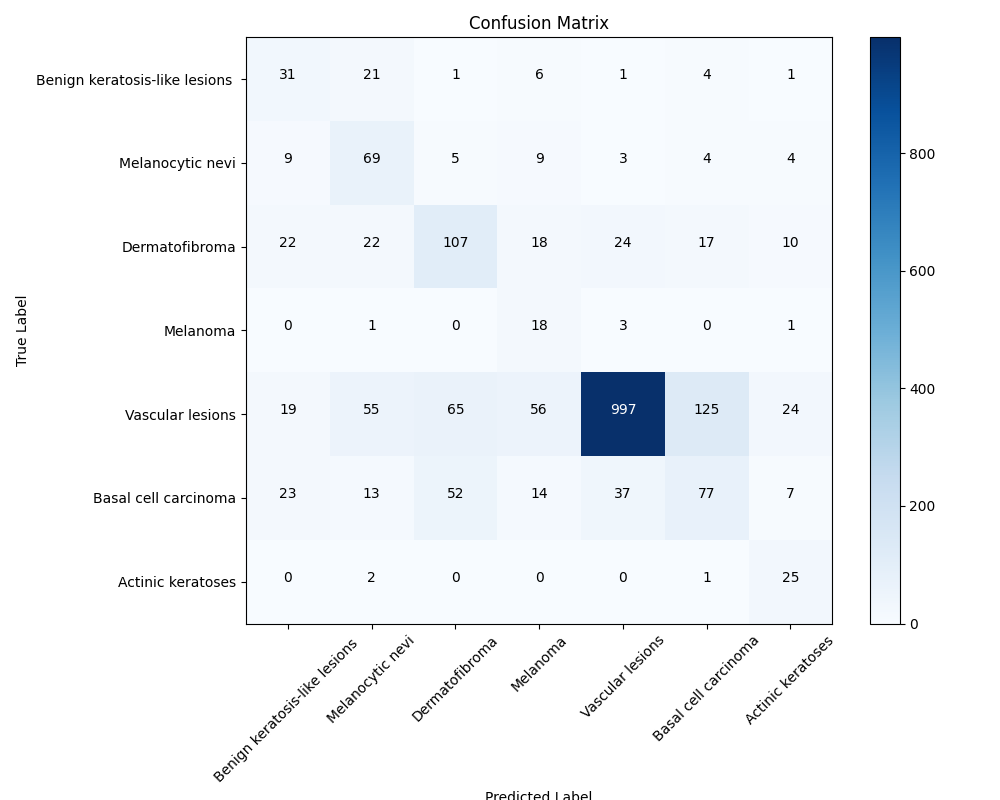 Confusion Matrix
Benign keratosis-like lesions 31 21 1 6 1 4 1
Melanocytic nevi 9 69 5 9 3 4 4
Dermatofibroma 22 22 107 18 24 17 10
Melanoma 0 1 0 18 3 0 1
Vascular lesions 19 55 65 56 997 125 24
Basal cell carcinoma 23 13 52 14 37 77 7
Actinic keratoses 0 2 0 0 0 1 25
True Label
Benign keratosis-like lesions
Melanocytic nevi
Dermatofibroma
Melanoma
Vascular lesions
Basal cell carcinoma
Actinic keratoses
Predicted Label
800
600
400
200
0